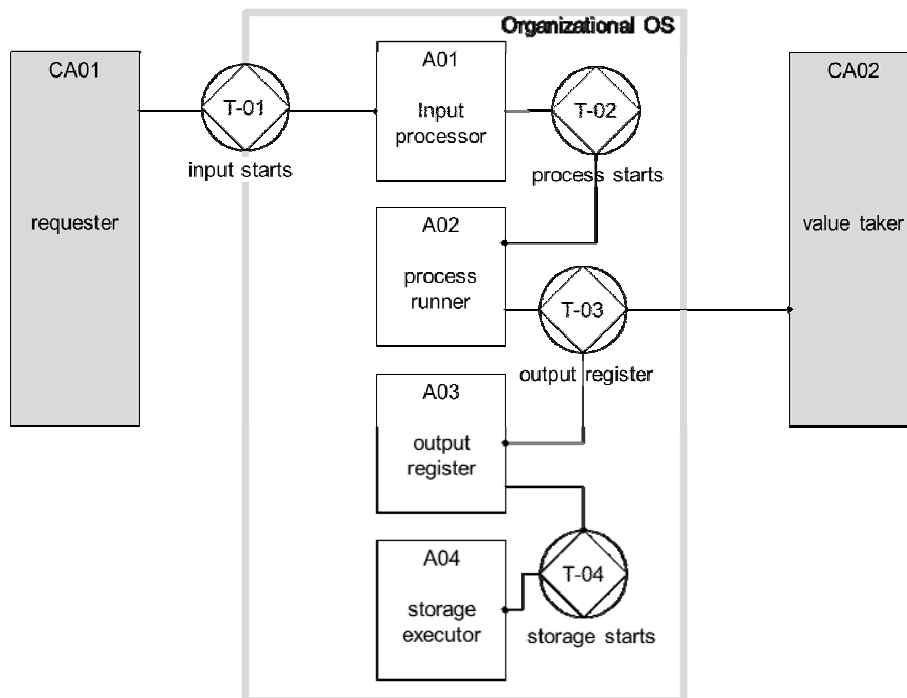 Organizational OS
CA01
requester
T-01
input starts
A01
Input
processor
T-02
process starts
A02
process
runner
T-03
output register
A03
output
register
A04
storage
executor
T-04
storage starts
CA02
value taker